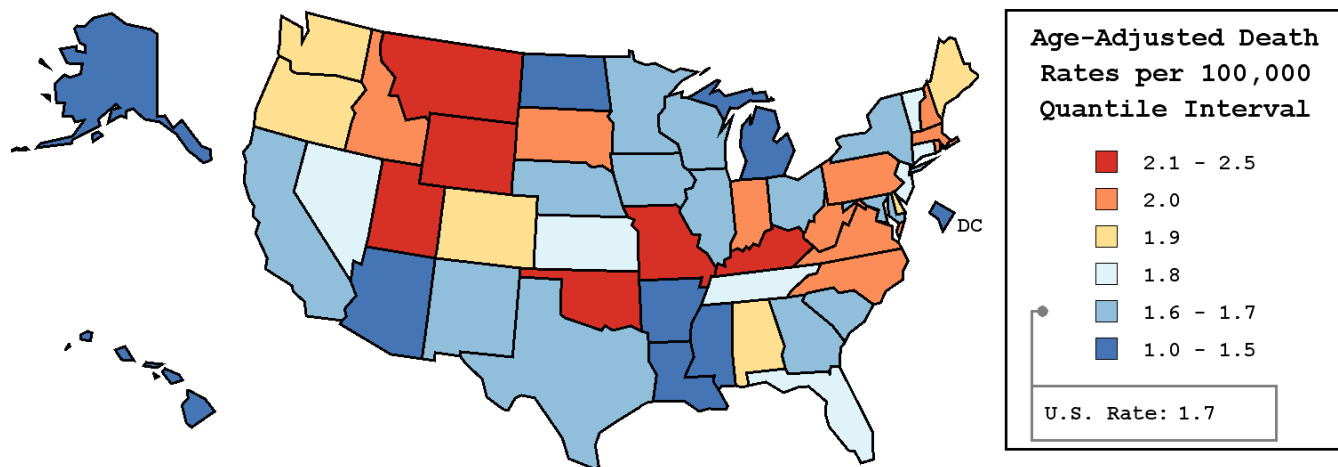 Age-Adjusted Death
Rates per 100,000
Quantile Interval
2.1 - 2.5
2.0
1.9
1.8
1.6 - 1.7
1.0 - 1.5
U.S. Rate: 1.7
DC